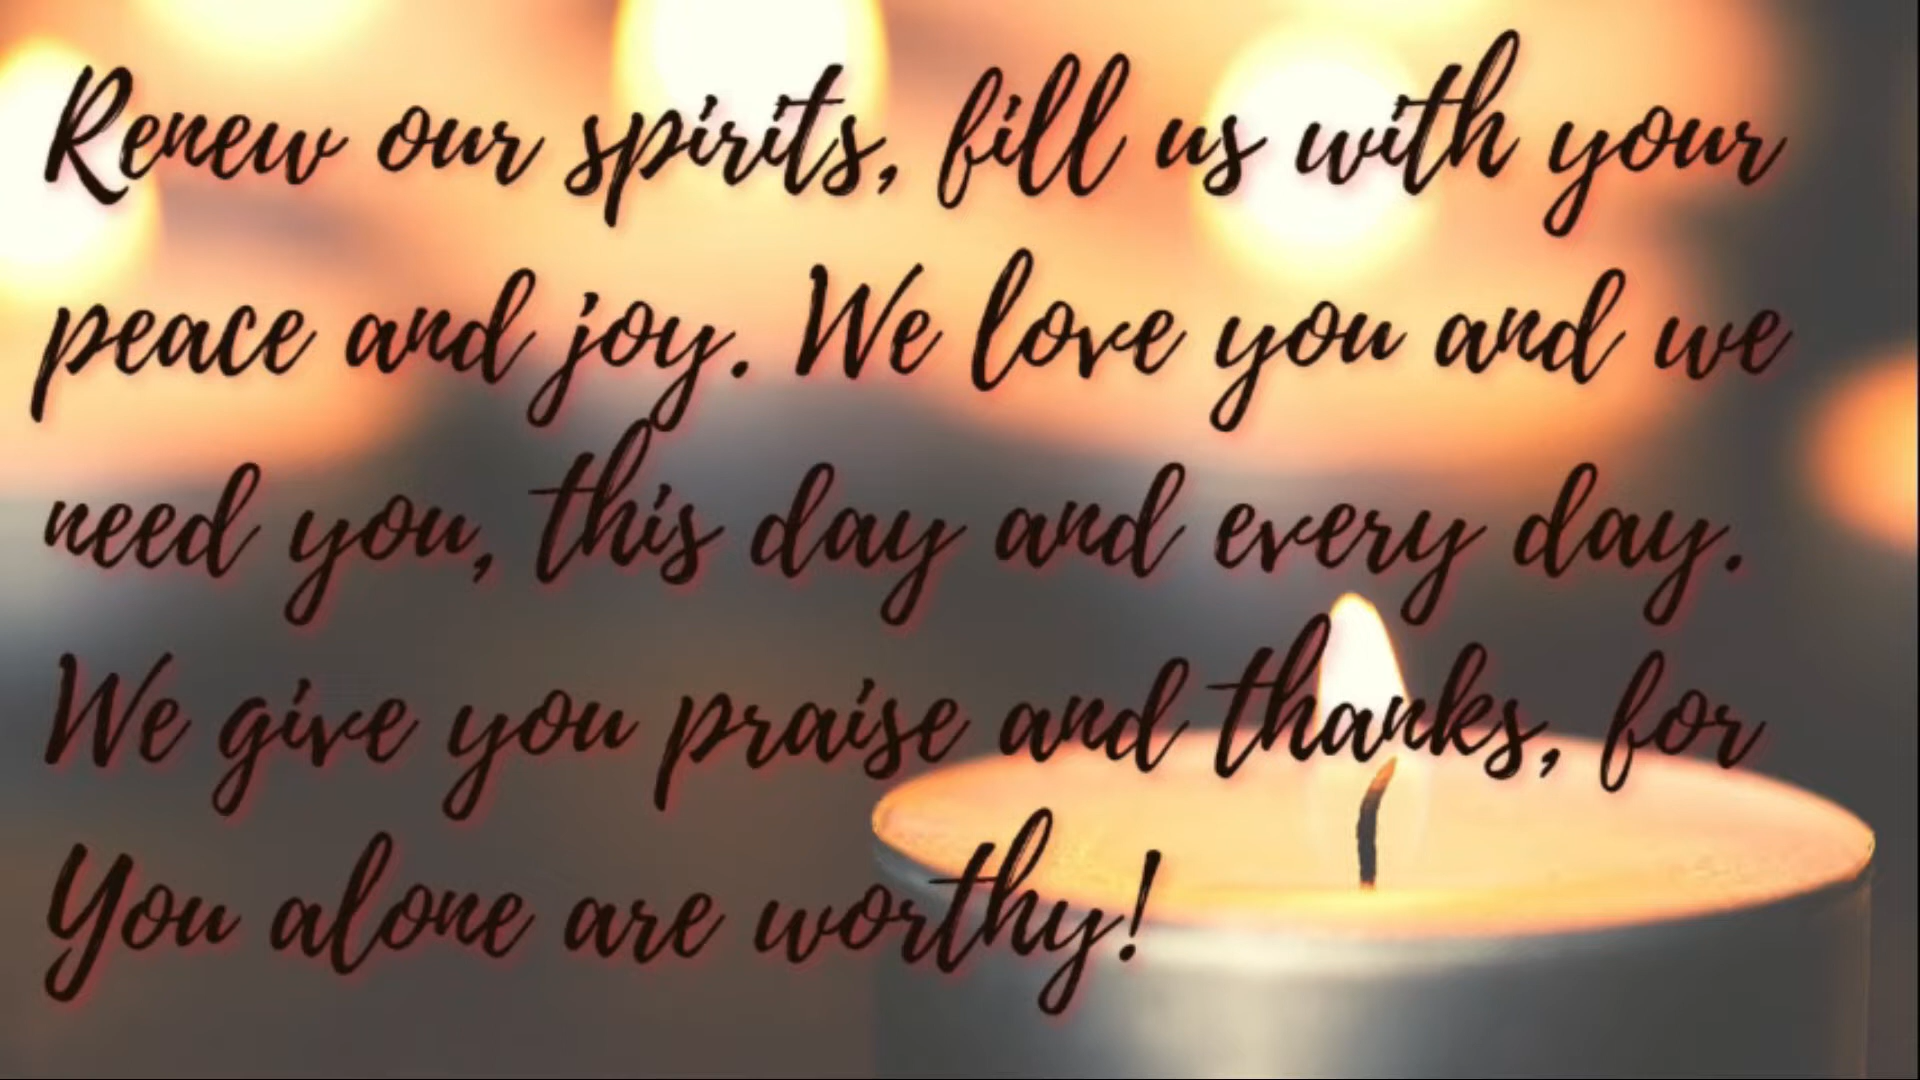 Renew our spirits, fill us with your
peace and joy. We love you and we
need you, this day and every day.
We give you praise and thanks, for
You alone are worthy!